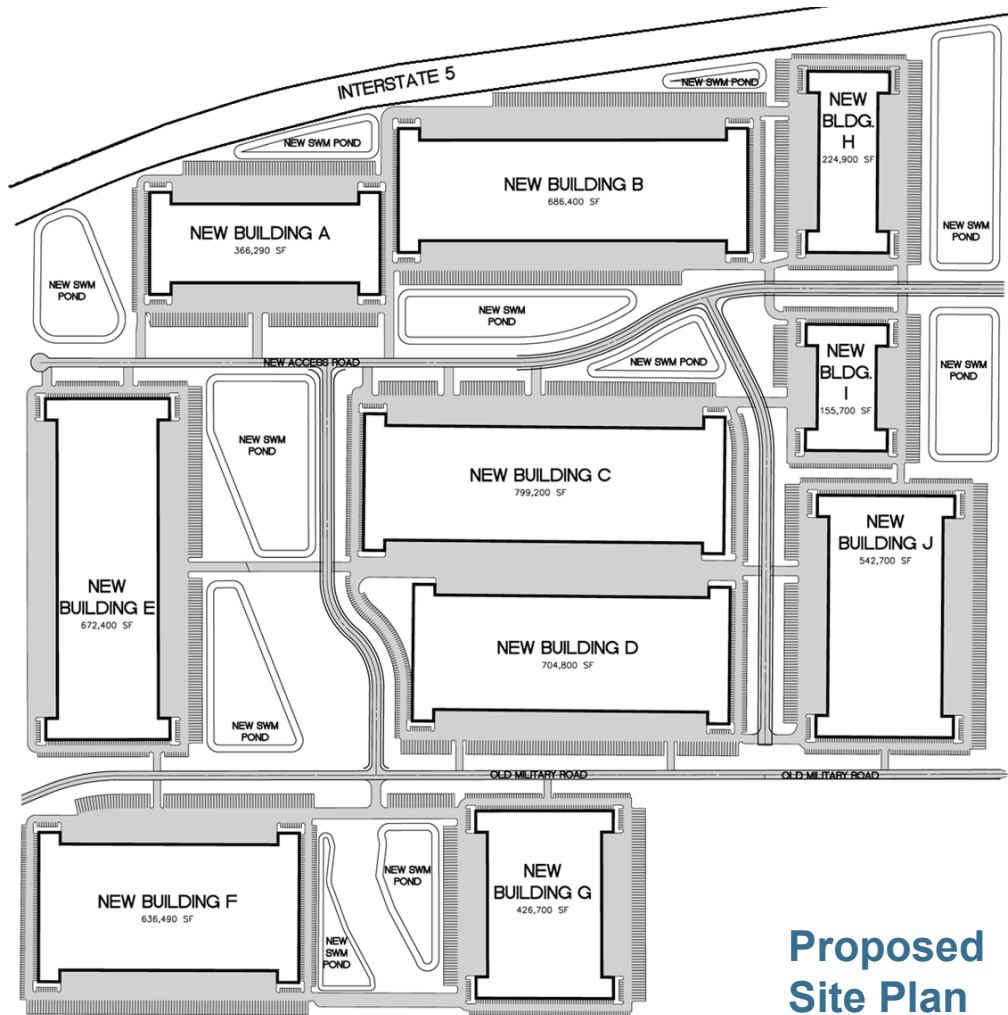 INTERSTATE 5
NEW SWM POND
NEW
BLDG.
H
224,900 SF
NEW SWM POND
NEW BUILDING B
686,400 SF
NEW BUILDING A
366,290 SF
NEW SWM
POND
NEW SWM
POND
NEW SWM
POND
NEW ACCESS ROAD
NEW SWM POND
NEW
BLDG.
I
155,700 SF
NEW SWM
POND
NEW SWM
POND
NEW BUILDING C
799,200 SF
NEW
BUILDING J
542,700 SF
NEW
BUILDING E
672,400 SF
NEW BUILDING D
704,800 SF
NEW SWM
POND
OLD MILITARY ROAD
OLD MILITARY ROAD
NEW BUILDING F
636,490 SF
NEW SWM
POND
NEW
BUILDING G
426,700 SF
NEW
SWM
POND
Proposed
Site Plan